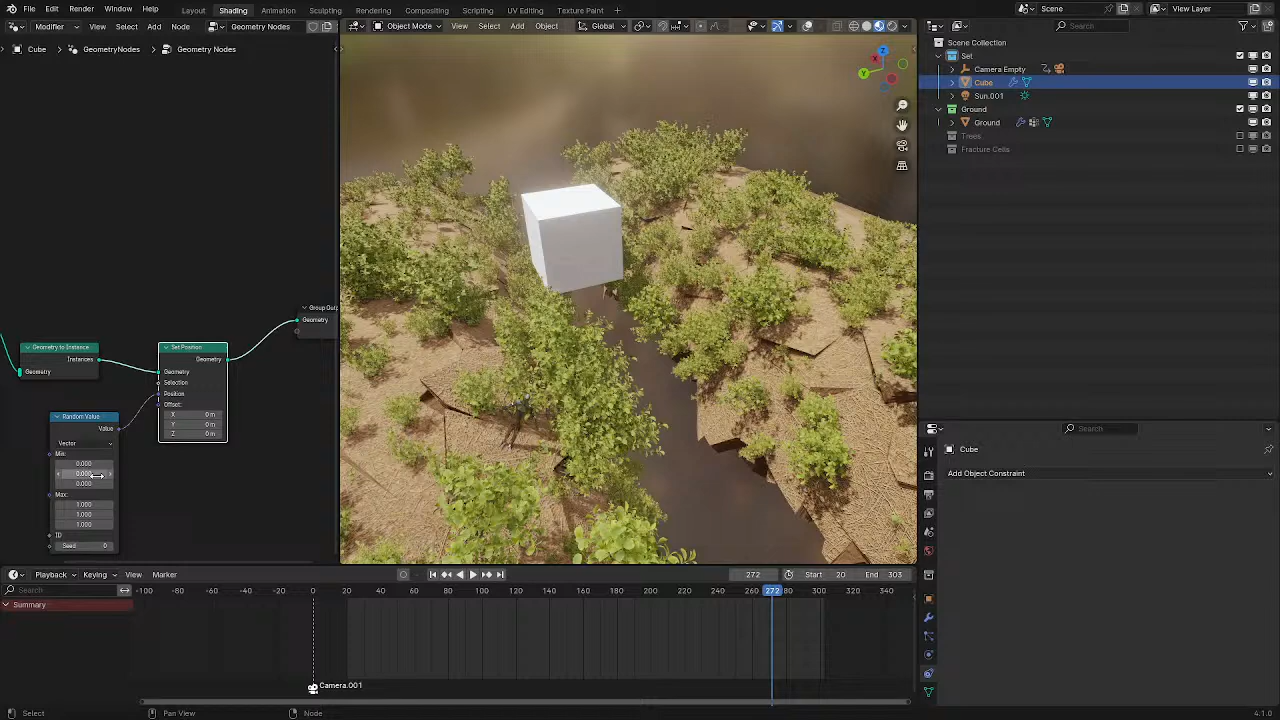 File Edit Render Window Help Layout Shading Animation Rendering Compositing Scripting UV Editing Texture Paint + Scene View Layer
Modifier View Select Add Node Geometry Nodes Object Mode View Select Add Object Global Search
Cube > GeometryNodes > Geometry Nodes
Scene Collection
Set
Camera Empty
Cube
Sun.001
Ground
Ground
Trees
Fracture Cells
Z
X
Y
Group Out
Geometry
Geometry to Instance
Instances
Geometry
Set Position
Geometry
Geometry
Selection
Position
Offset:
X 0 m
Y 0 m
Z 0 m
Random Value
Value
Vector
Min:
0.000
0.000
0.000
Max:
1.000
1.000
1.000
ID
Seed 0
Search
Cube
Add Object Constraint
Playback Keying View Marker 272 Start 20 End 303
Search -100 -80 -60 -40 -20 0 20 40 60 80 100 120 140 160 180 200 220 240 260 272 80 300 320 340
Summary
Camera.001
Select Pan View Node 4.1.0